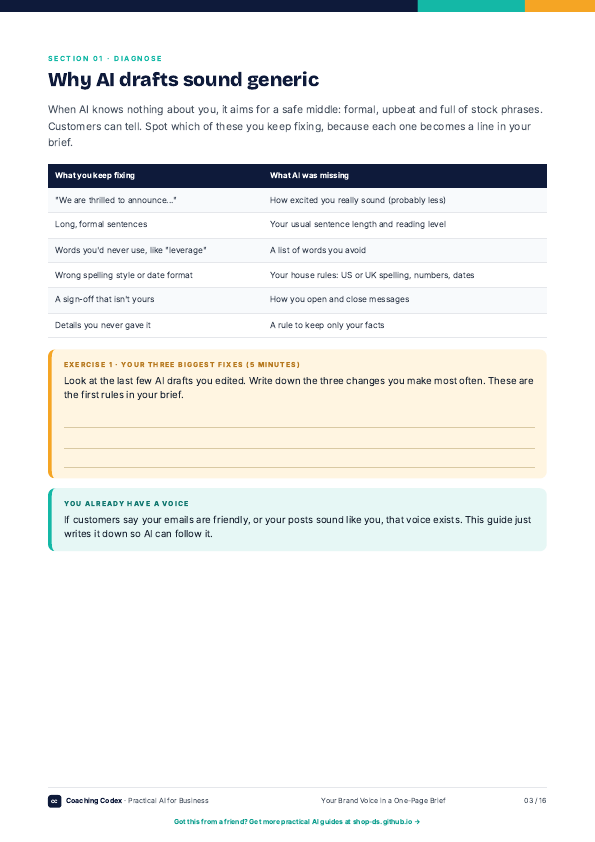 SECTION 01 · DIAGNOSE
Why AI drafts sound generic
When AI knows nothing about you, it aims for a safe middle: formal, upbeat and full of stock phrases.
Customers can tell. Spot which of these you keep fixing, because each one becomes a line in your
brief.
What you keep fixing What AI was missing
"We are thrilled to announce..." How excited you really sound (probably less)
Long, formal sentences Your usual sentence length and reading level
Words you'd never use, like "leverage" A list of words you avoid
Wrong spelling style or date format Your house rules: US or UK spelling, numbers, dates
A sign-off that isn't yours How you open and close messages
Details you never gave it A rule to keep only your facts
EXERCISE 1 · YOUR THREE BIGGEST FIXES (5 MINUTES)
Look at the last few AI drafts you edited. Write down the three changes you make most often. These are
the first rules in your brief.
YOU ALREADY HAVE A VOICE
If customers say your emails are friendly, or your posts sound like you, that voice exists. This guide just
writes it down so AI can follow it.
cc Coaching Codex · Practical AI for Business Your Brand Voice in a One-Page Brief 03 / 16
Got this from a friend? Get more practical AI guides at shop-ds.github.io →